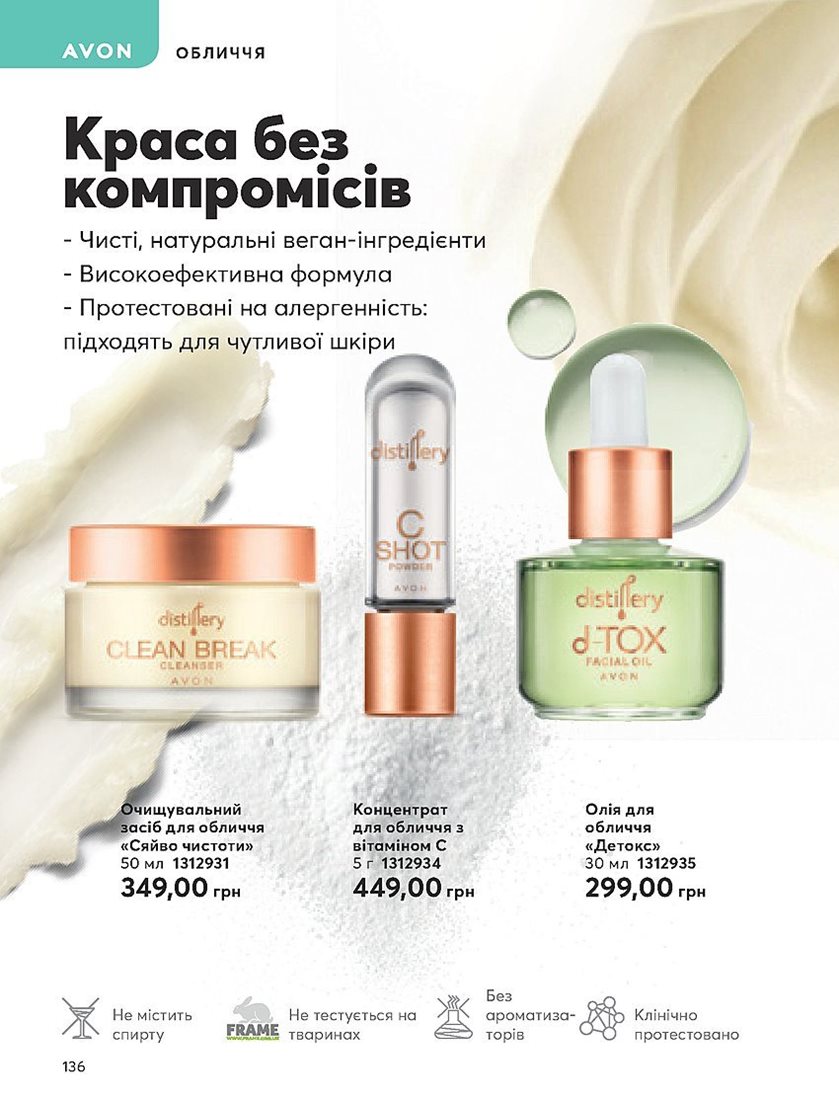 AVON
ОБЛИЧЧЯ
Краса без
компромісів
- Чисті, натуральні веган-інгредієнти
- Високоефективна формула
- Протестовані на алергенність:
підходять для чутливої шкіри
distillery
CLEAN BREAK
CLEANSER
AVON
distillery
C
SHOT
POWDER
AVON
distillery
d-TOX
FACIAL OIL
AVON
Очищувальний
засіб для обличчя
«Сяйво чистоти»
50 мл 1312931
349,00 грн
Концентрат
для обличчя з
вітаміном С
5 г 1312934
449,00 грн
Олія для
обличчя
«Детокс»
30 мл 1312935
299,00 грн
Не містить
спирту
FRAME
WWW.FRAME.ORG.UK
Не тестується на
тваринах
Без
ароматиза-
торів
Клінічно
протестовано
136